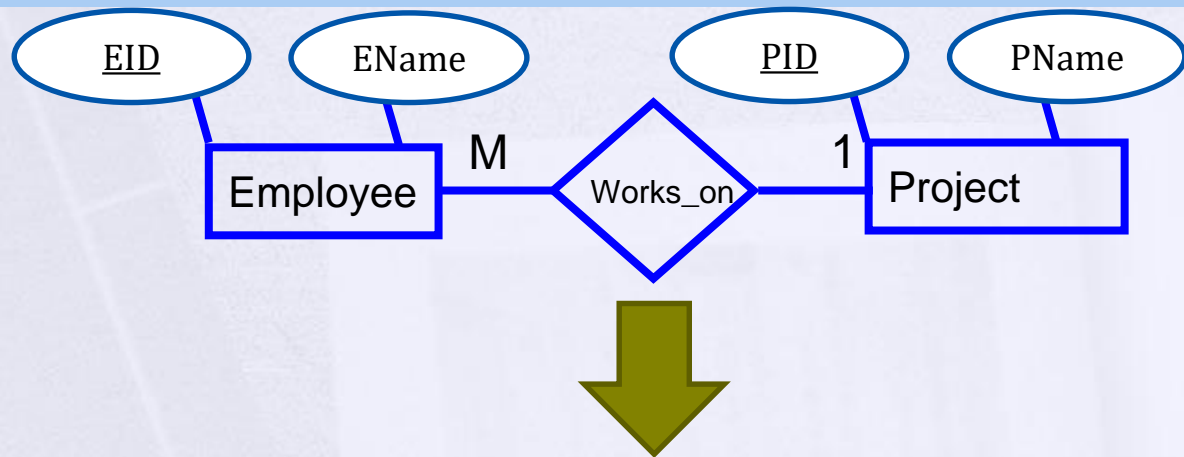 EID
EName
PID
PName
Employee
M
Works_on
1
Project